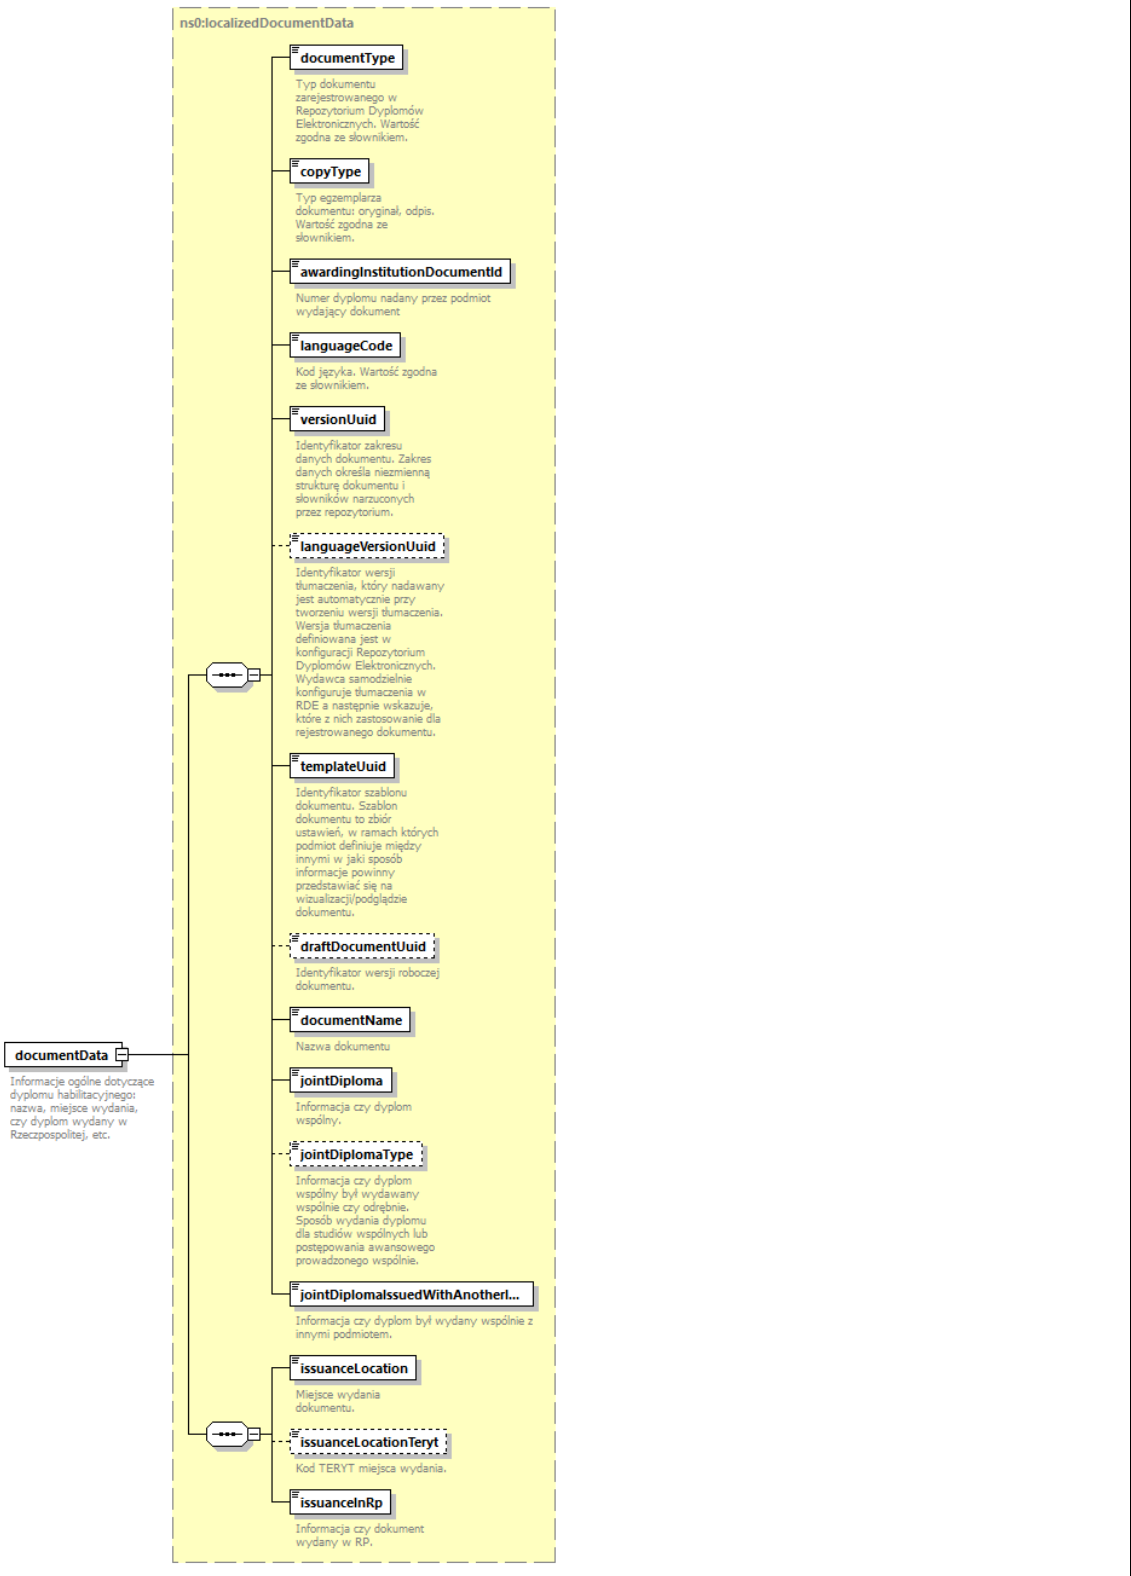 ns0:localizedDocumentData
documentType
Typ dokumentu
zarejestrowanego w
Repozytorium Dyplomów
Elektronicznych. Wartość
zgodna ze słownikiem.
copyType
Typ egzemplarza
dokumentu: oryginał, odpis.
Wartość zgodna ze
słownikiem.
awardingInstitutionDocumentId
Numer dyplomu nadany przez podmiot
wydający dokument
languageCode
Kod języka. Wartość zgodna
ze słownikiem.
versionUuid
Identyfikator zakresu
danych dokumentu. Zakres
danych określa niezmienną
strukturę dokumentu i
słowników narzuconych
przez repozytorium.
languageVersionUuid
Identyfikator wersji
tłumaczenia, który nadawany
jest automatycznie przy
tworzeniu wersji tłumaczenia.
Wersja tłumaczenia
definiowana jest w
konfiguracji Repozytorium
Dyplomów Elektronicznych.
Wydawca samodzielnie
konfiguruje tłumaczenia w
RDE a następnie wskazuje,
które z nich zastosowanie dla
rejestrowanego dokumentu.
templateUuid
Identyfikator szablonu
dokumentu. Szablon
dokumentu to zbiór
ustawień, w ramach których
podmiot definiuje między
innymi w jaki sposób
informacje powinny
przedstawiać się na
wizualizacji/podglądzie
dokumentu.
draftDocumentUuid
Identyfikator wersji roboczej
dokumentu.
documentName
Nazwa dokumentu
documentData
Informacje ogólne dotyczące
dyplomu habilitacyjnego:
nazwa, miejsce wydania,
czy dyplom wydany w
Rzeczpospolitej, etc.
jointDiploma
Informacja czy dyplom
wspólny.
jointDiplomaType
Informacja czy dyplom
wspólny był wydawany
wspólnie czy odrębnie.
Sposób wydania dyplomu
dla studiów wspólnych lub
postępowania awansowego
prowadzonego wspólnie.
jointDiplomaIssuedWithAnotherI...
Informacja czy dyplom był wydany wspólnie z
innymi podmiotem.
issuanceLocation
Miejsce wydania
dokumentu.
issuanceLocationTeryt
Kod TERYT miejsca wydania.
issuanceInRp
Informacja czy dokument
wydany w RP.